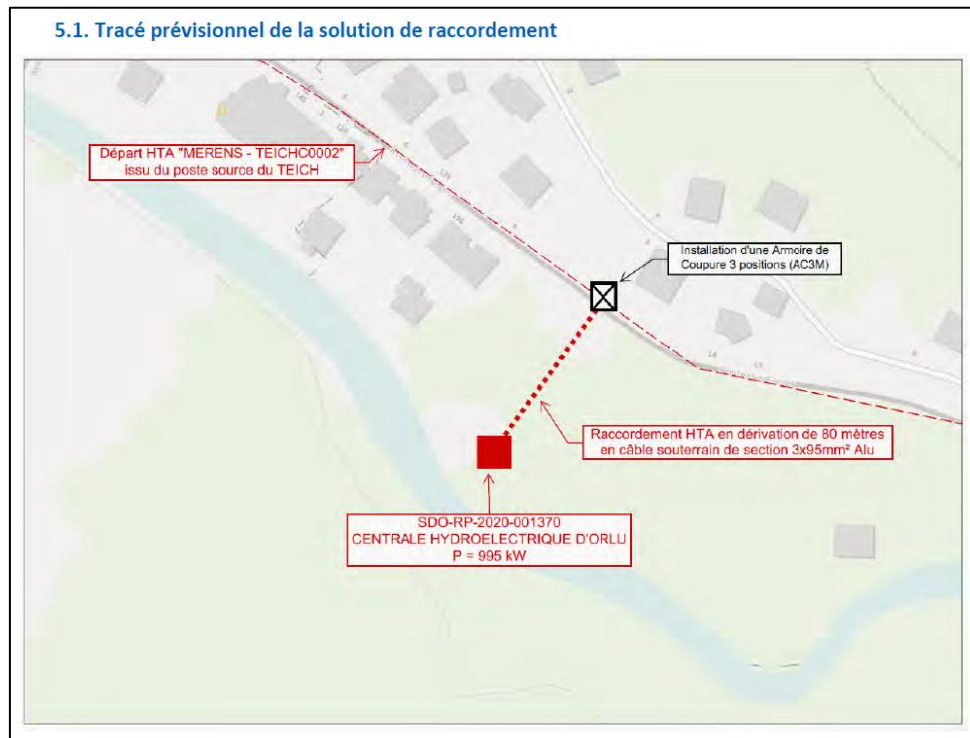 5.1. Tracé prévisionnel de la solution de raccordement
Départ HTA "MERENS - TEICHC0002"
issu du poste source du TEICH
Installation d'une Armoire de
Coupure 3 positions (AC3M)
Raccordement HTA en dérivation de 80 mètres
en câble souterrain de section 3x95mm² Alu
SDO-RP-2020-001370
CENTRALE HYDROELECTRIQUE D'ORLU
P = 995 kW